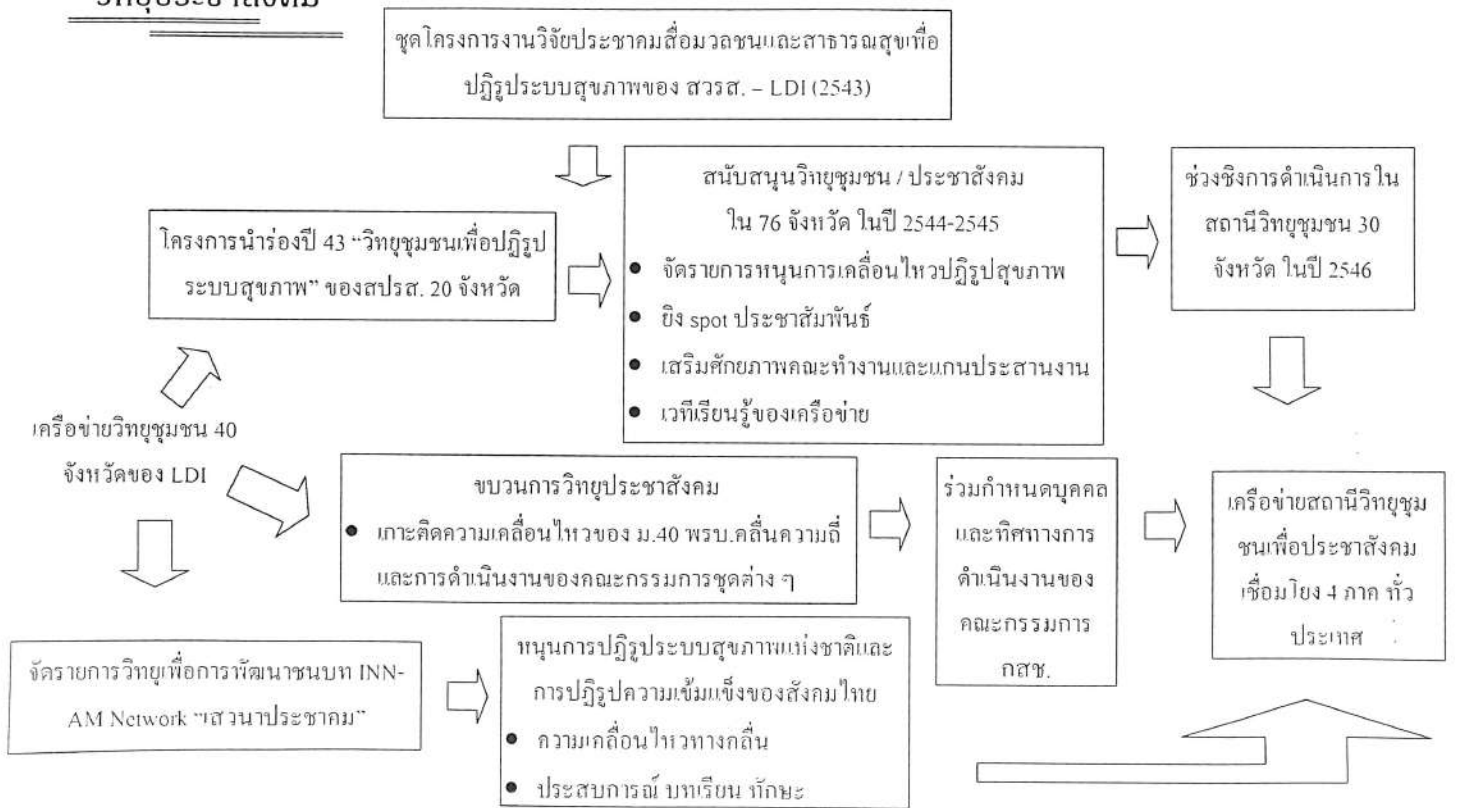 วิทยุประชาสังคม
ชุดโครงการงานวิจัยประชาคมสื่อมวลชนและสาธารณสุขเพื่อ
ปฏิรูประบบสุขภาพของ สวรส. – LDI (2543)
สนับสนุนวิทยุชุมชน / ประชาสังคม
ใน 76 จังหวัด ในปี 2544-2545
● จัดรายการหนุนการเคลื่อนไหวปฏิรูปสุขภาพ
● ยิง spot ประชาสัมพันธ์
● เสริมศักยภาพคณะทำงานและแกนประสานงาน
● เวทีเรียนรู้ของเครือข่าย
ช่วงชิงการดำเนินการใน
สถานีวิทยุชุมชน 30
จังหวัด ในปี 2546
โครงการนำร่องปี 43 “วิทยุชุมชนเพื่อปฏิรูป
ระบบสุขภาพ” ของสปรส. 20 จังหวัด
เครือข่ายวิทยุชุมชน 40
จังหวัดของ LDI
ขบวนการวิทยุประชาสังคม
● เกาะติดความเคลื่อนไหวของ ม.40 พรบ.คลื่นความถี่
และการดำเนินงานของคณะกรรมการชุดต่าง ๆ
ร่วมกำหนดบุคคล
และทิศทางการ
ดำเนินงานของ
คณะกรรมการ
กสช.
เครือข่ายสถานีวิทยุชุม
ชนเพื่อประชาสังคม
เชื่อมโยง 4 ภาค ทั่ว
ประเทศ
จัดรายการวิทยุเพื่อการพัฒนาชนบท INN-
AM Network “เสวนาประชาคม”
หนุนการปฏิรูประบบสุขภาพแห่งชาติและ
การปฏิรูปความเข้มแข็งของสังคมไทย
● ความเคลื่อนไหวทางกลื่น
● ประสบการณ์ บทเรียน ทักษะ